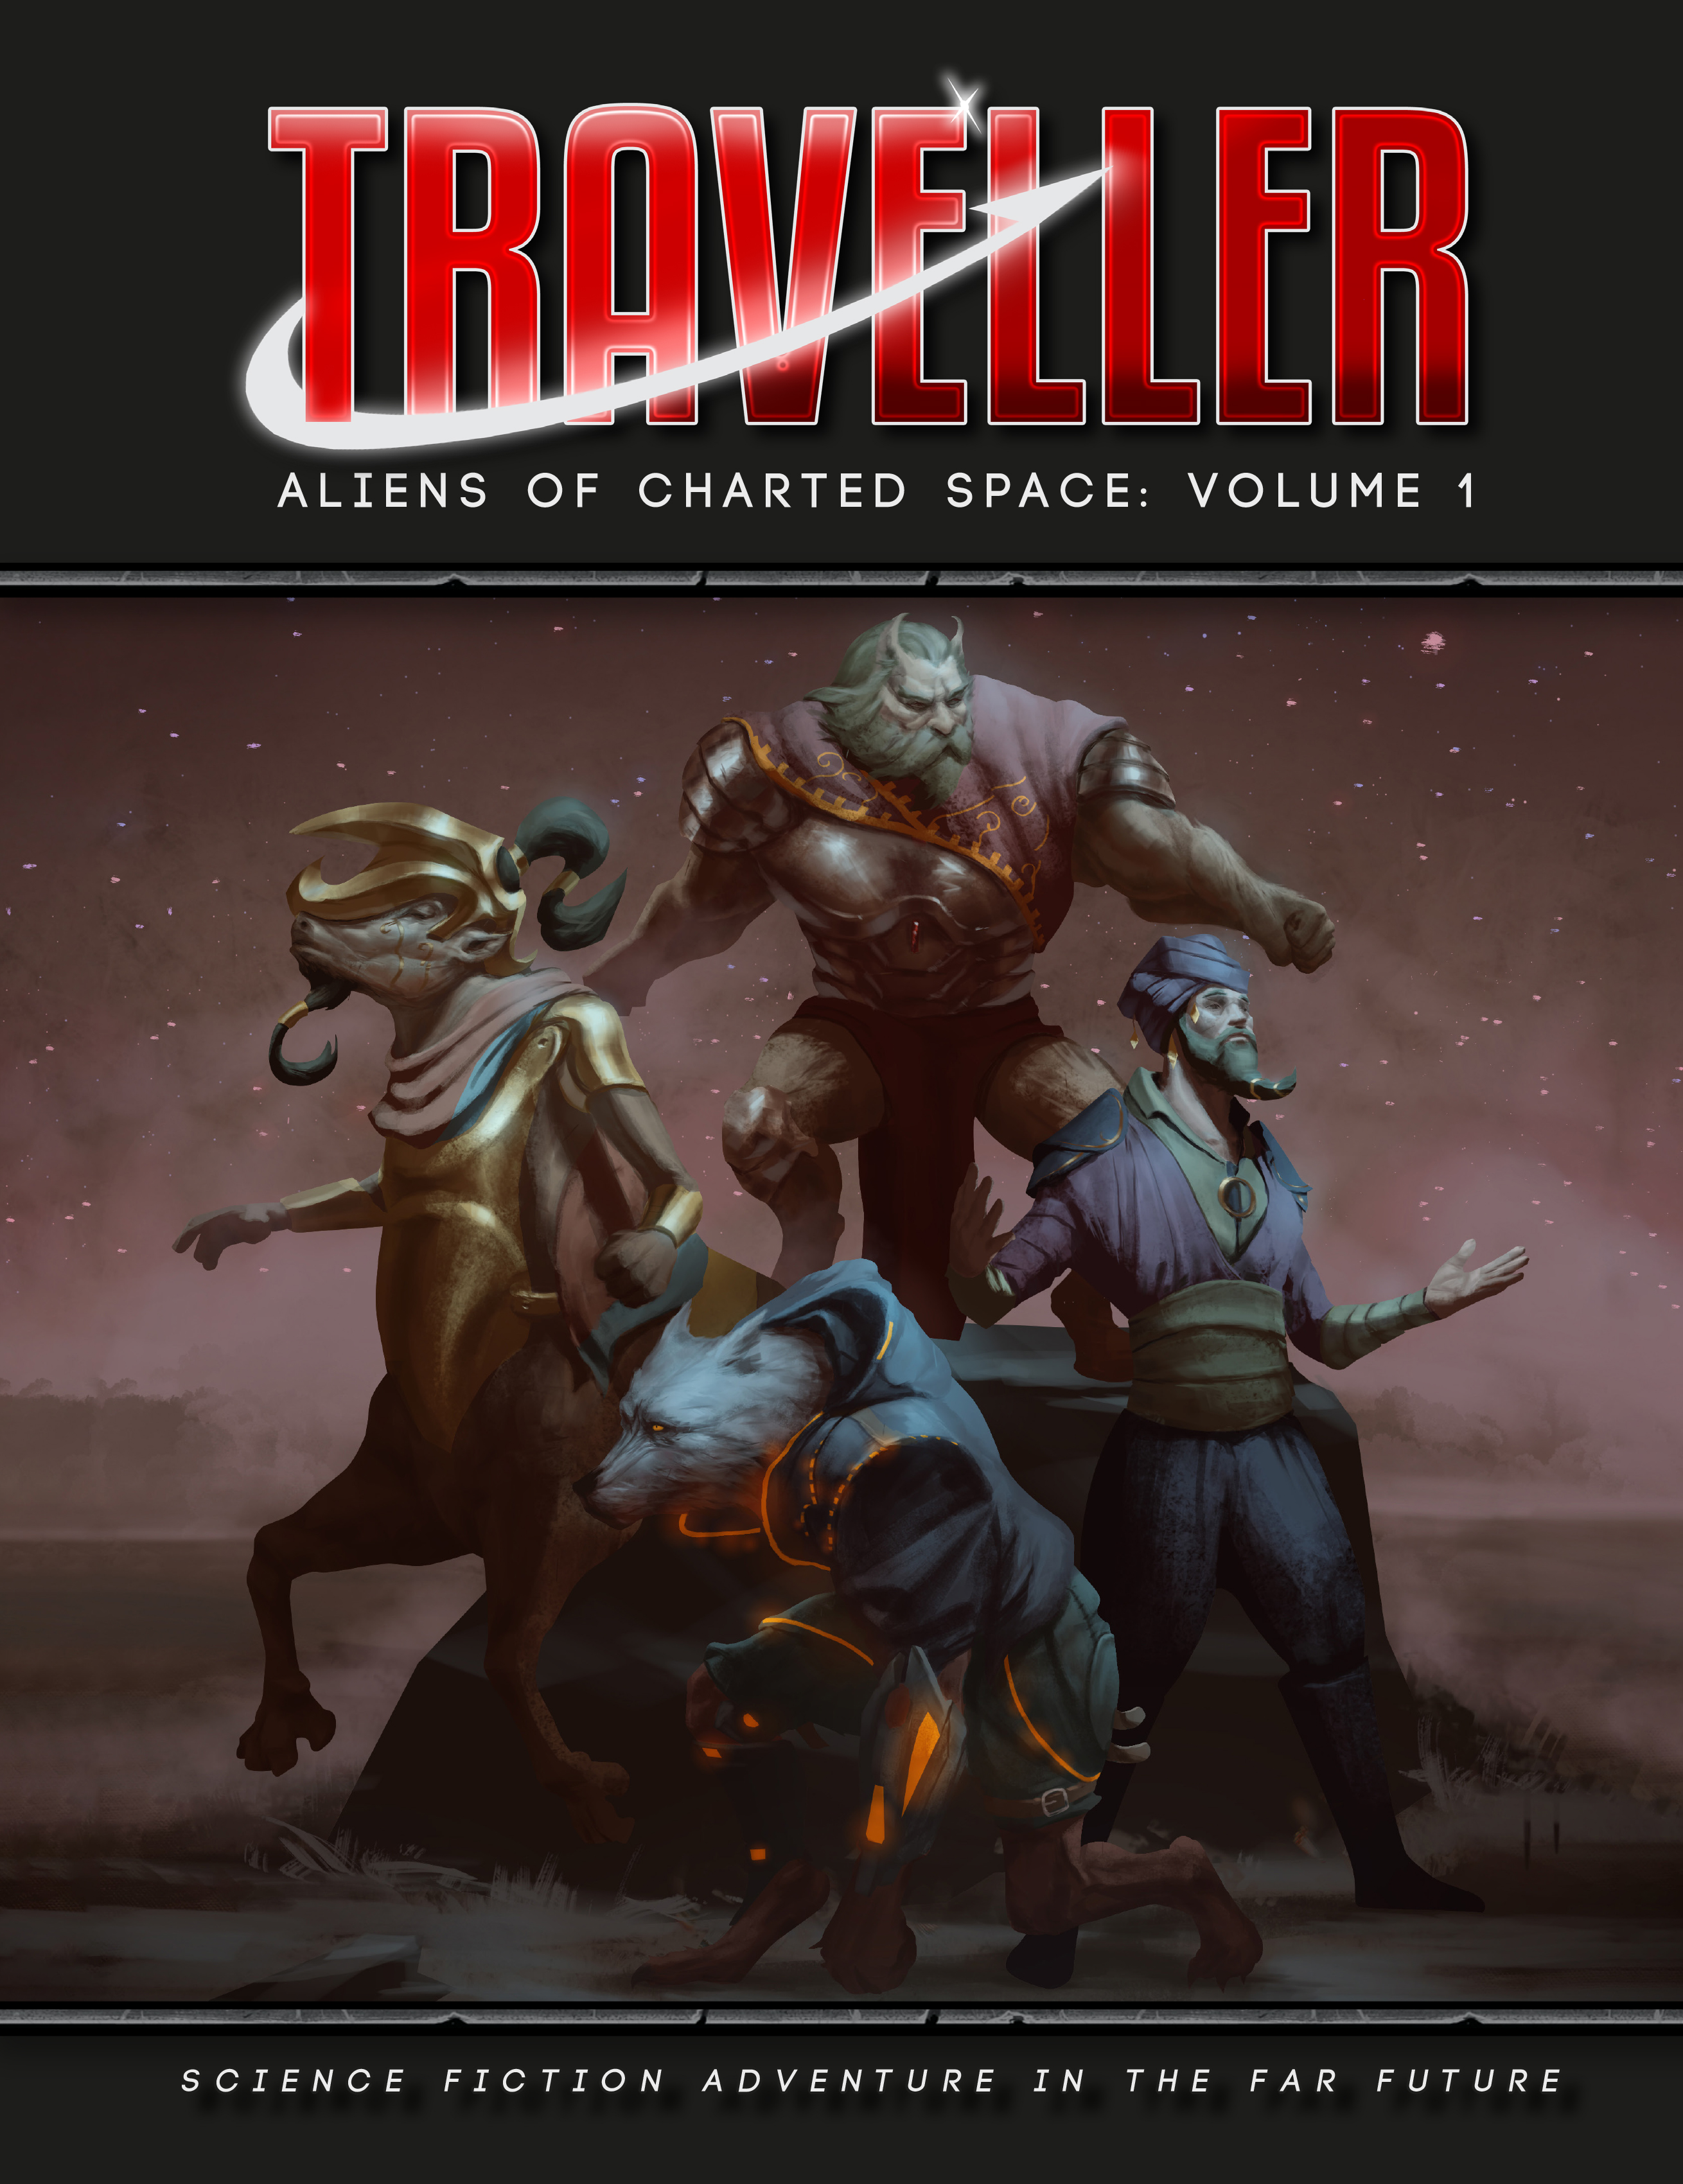 TRAVELLER
ALIENS OF CHARTED SPACE: VOLUME 1
SCIENCE FICTION ADVENTURE IN THE FAR FUTURE